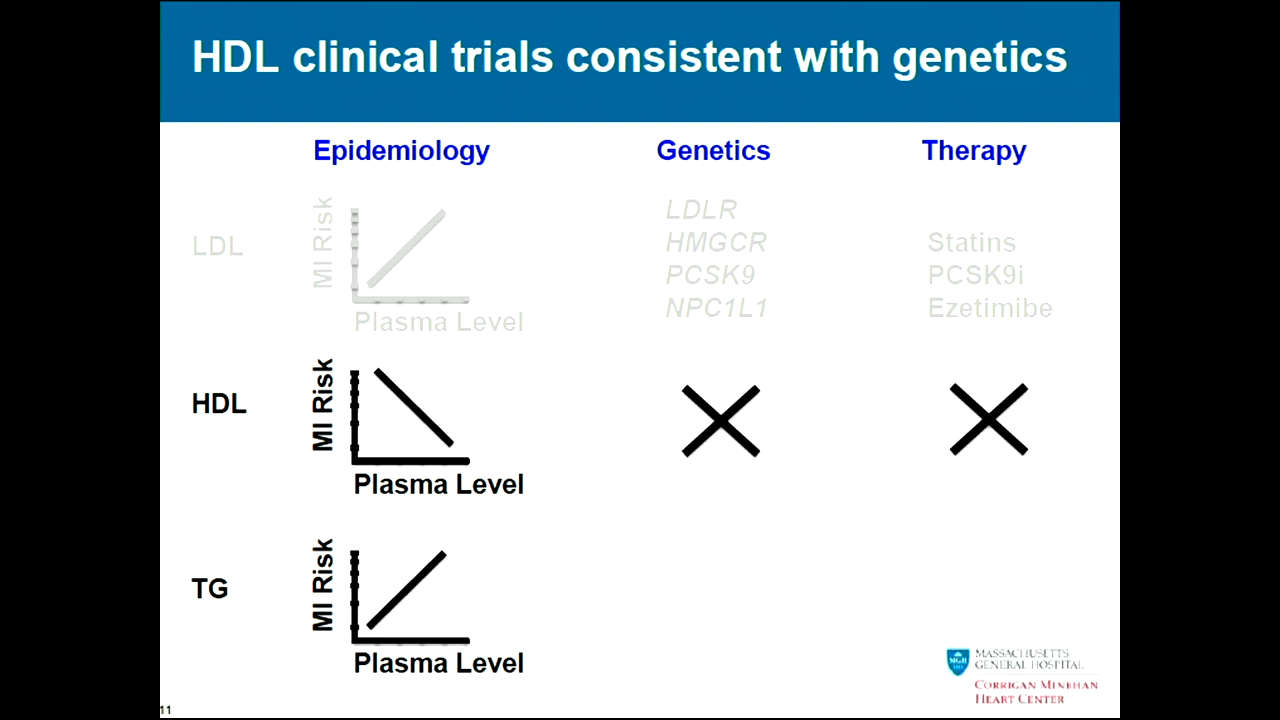 HDL clinical trials consistent with genetics
Epidemiology
Genetics
Therapy
LDL
MI Risk
Plasma Level
LDLR
HMGCR
PCSK9
NPC1L1
Statins
PCSK9i
Ezetimibe
HDL
MI Risk
Plasma Level
TG
MI Risk
Plasma Level
MGH
MASSACHUSETTS
GENERAL HOSPITAL
CORRIGAN MINEHAN
HEART CENTER
11